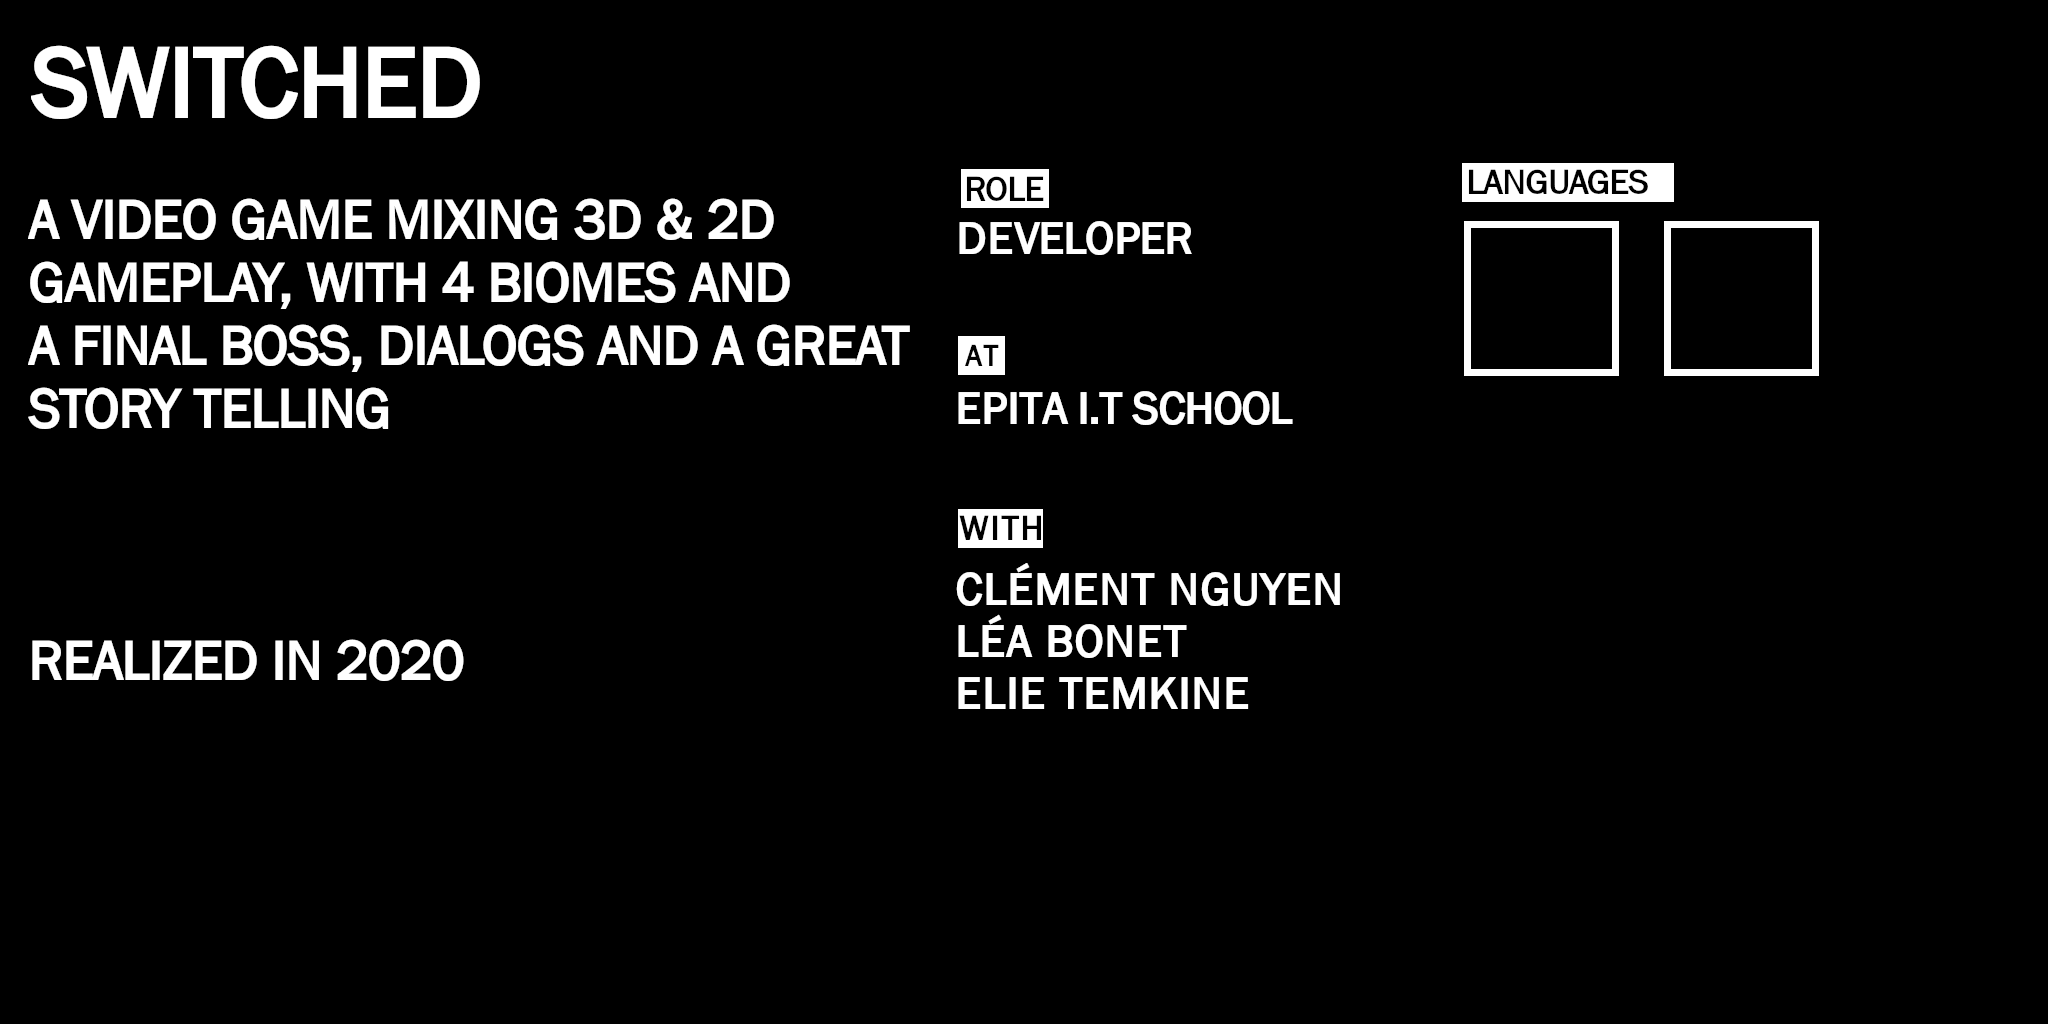 SWITCHED
A VIDEO GAME MIXING 3D & 2D
GAMEPLAY, WITH 4 BIOMES AND
A FINAL BOSS, DIALOGS AND A GREAT
STORY TELLING
REALIZED IN 2020
ROLE
DEVELOPER
AT
EPITA I.T SCHOOL
WITH
CLÉMENT NGUYEN
LÉA BONET
ELIE TEMKINE
LANGUAGES